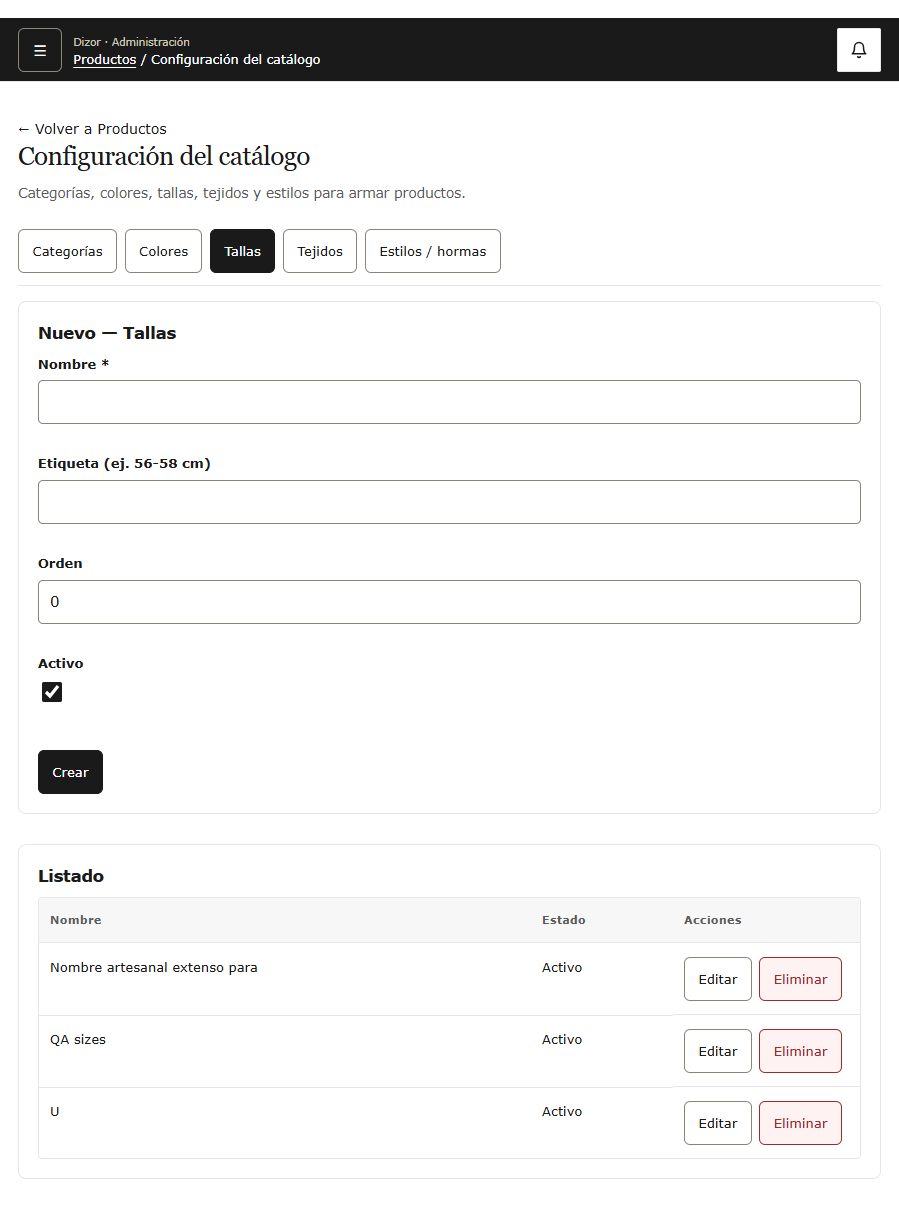 ☰
Dizor · Administración
Productos / Configuración del catálogo
← Volver a Productos
Configuración del catálogo
Categorías, colores, tallas, tejidos y estilos para armar productos.
Categorías Colores Tallas Tejidos Estilos / hormas
Nuevo — Tallas
Nombre *
Etiqueta (ej. 56-58 cm)
Orden
0
Activo
Crear
Listado
Nombre Estado Acciones
Nombre artesanal extenso para Activo Editar Eliminar
QA sizes Activo Editar Eliminar
U Activo Editar Eliminar